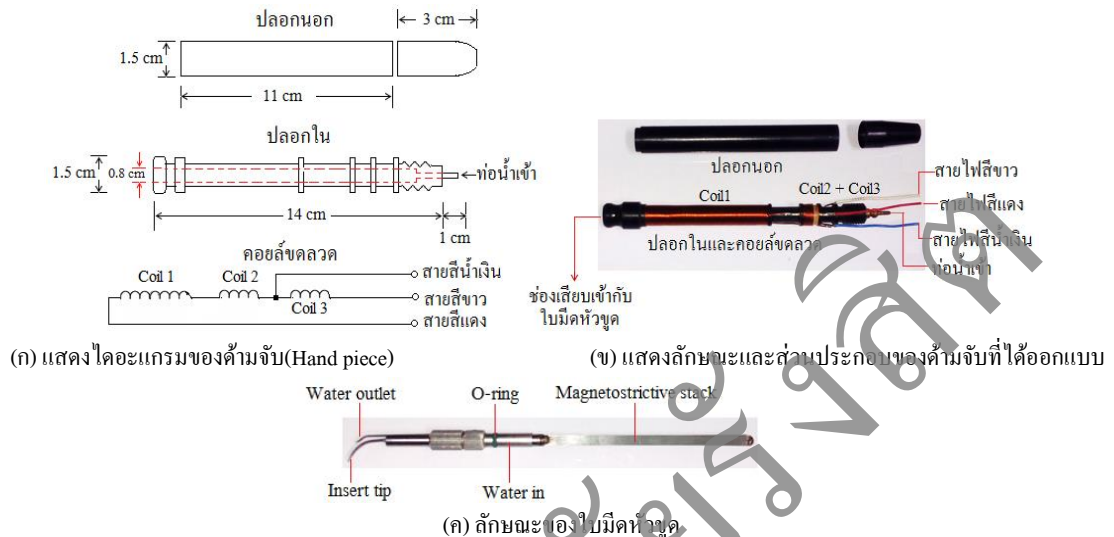 ปลอกนอก
3 cm
1.5 cm
11 cm
ปลอกใน
1.5 cm
0.8 cm
ท่อน้ำเข้า
14 cm
1 cm
คอยล์ขดลวด
Coil 1
Coil 2
Coil 3
สายสีน้ำเงิน
สายสีขาว
สายสีแดง
(ก) แสดงไดอะแกรมของด้ามจับ(Hand piece)
ปลอกนอก
สายไฟสีขาว
Coil1
Coil2 + Coil3
สายไฟสีแดง
สายไฟสีน้ำเงิน
ปลอกในและคอยล์ขดลวด
ท่อน้ำเข้า
ช่องเสียบเข้ากับ
ใบมีดหัวขูด
(ข) แสดงลักษณะและส่วนประกอบของด้ามจับที่ได้ออกแบบ
Water outlet
O-ring
Magnetostrictive stack
Insert tip
Water in
(ค) ลักษณะของใบมีดหัวขูด